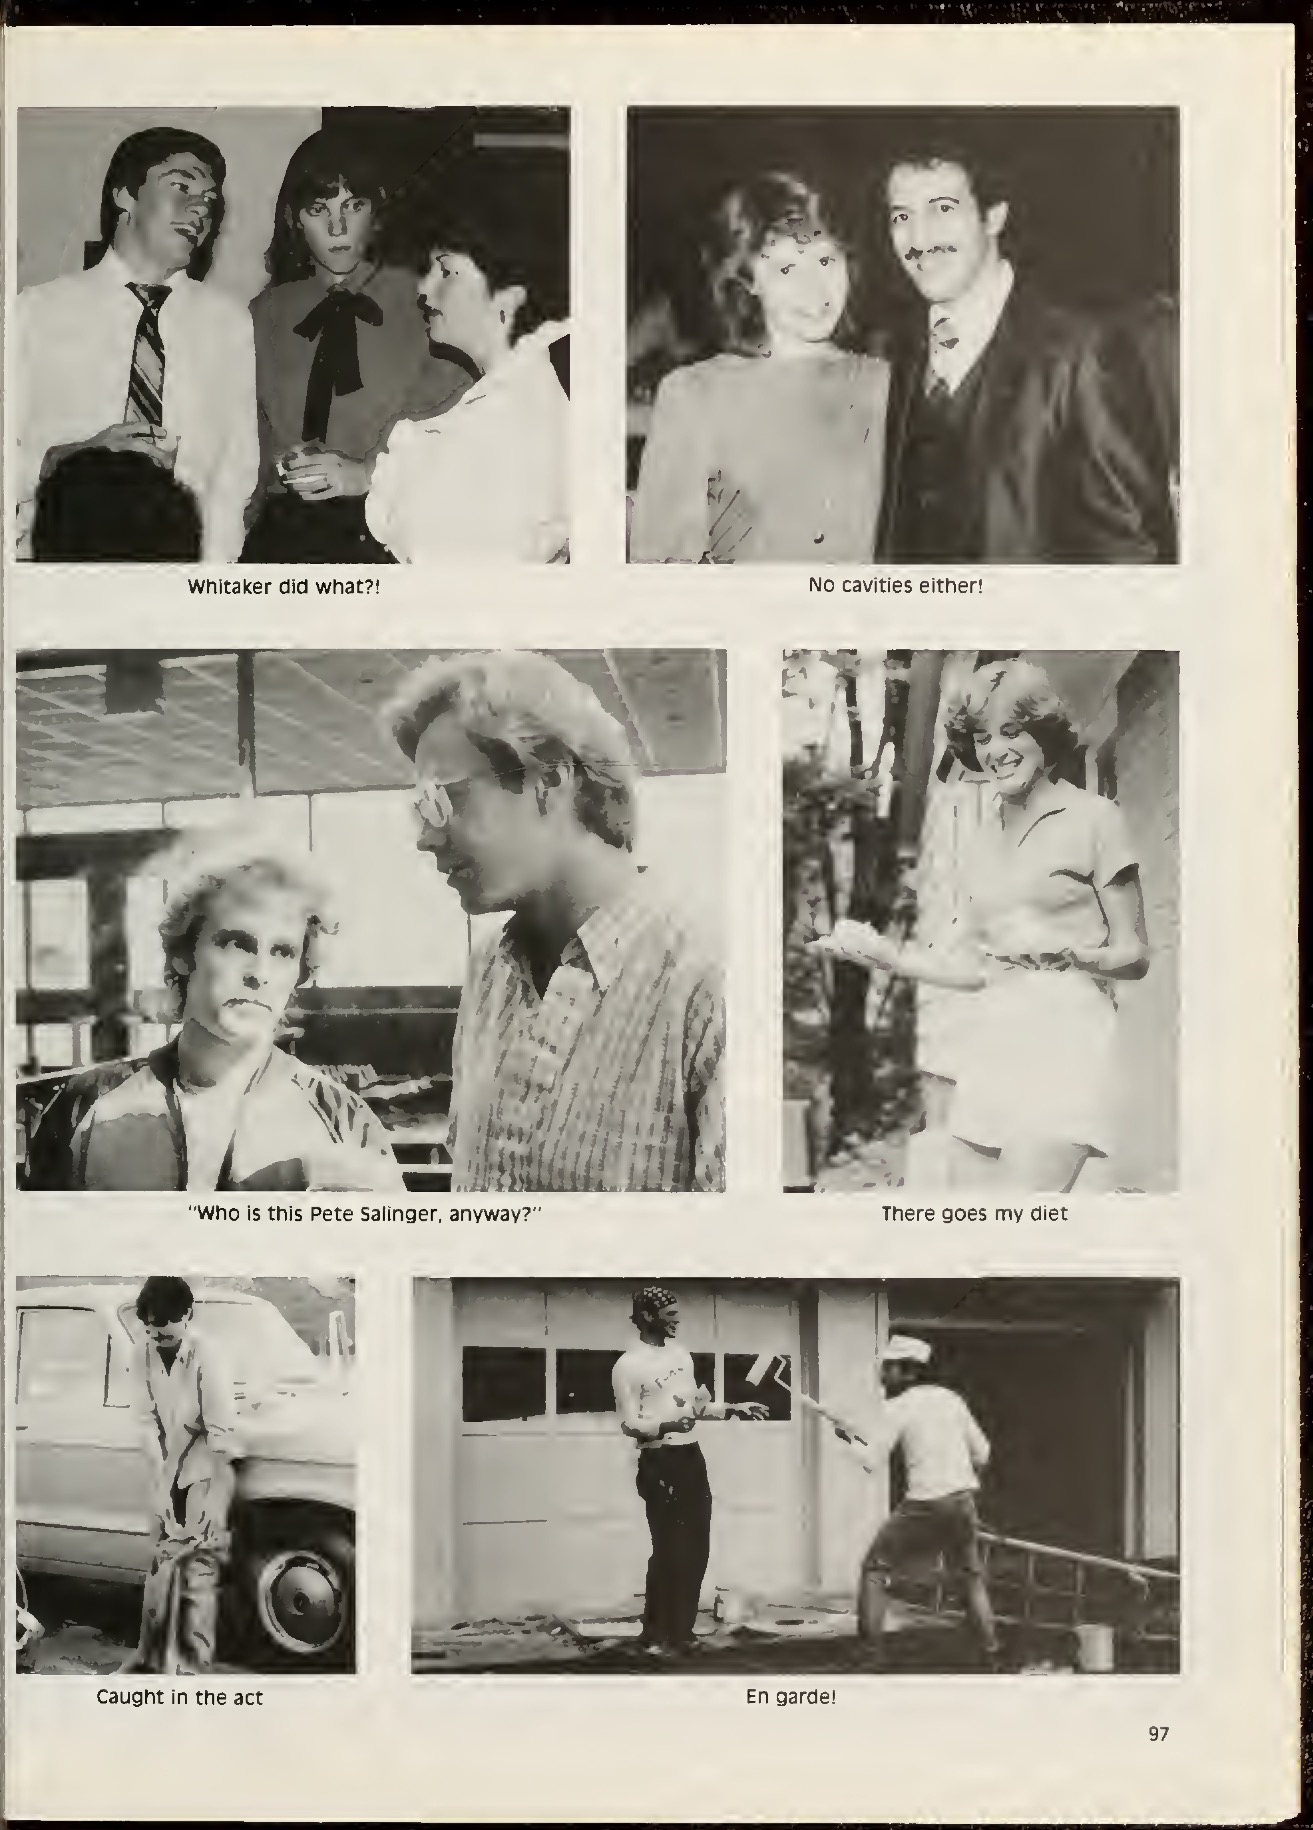 Whitaker did what?!
No cavities either!
"Who is this Pete Salinger, anyway?"
There goes my diet
Caught in the act
En garde!
97